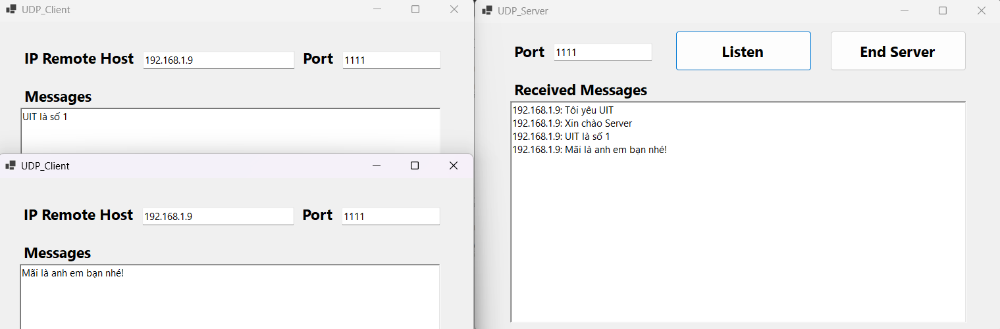 UDP_Client
IP Remote Host 192.168.1.9 Port 1111
Messages
UIT là số 1
UDP_Client
IP Remote Host 192.168.1.9 Port 1111
Messages
Mãi là anh em bạn nhé!
UDP_Server
Port 1111 Listen End Server
Received Messages
192.168.1.9: Tôi yêu UIT
192.168.1.9: Xin chào Server
192.168.1.9: UIT là số 1
192.168.1.9: Mãi là anh em bạn nhé!